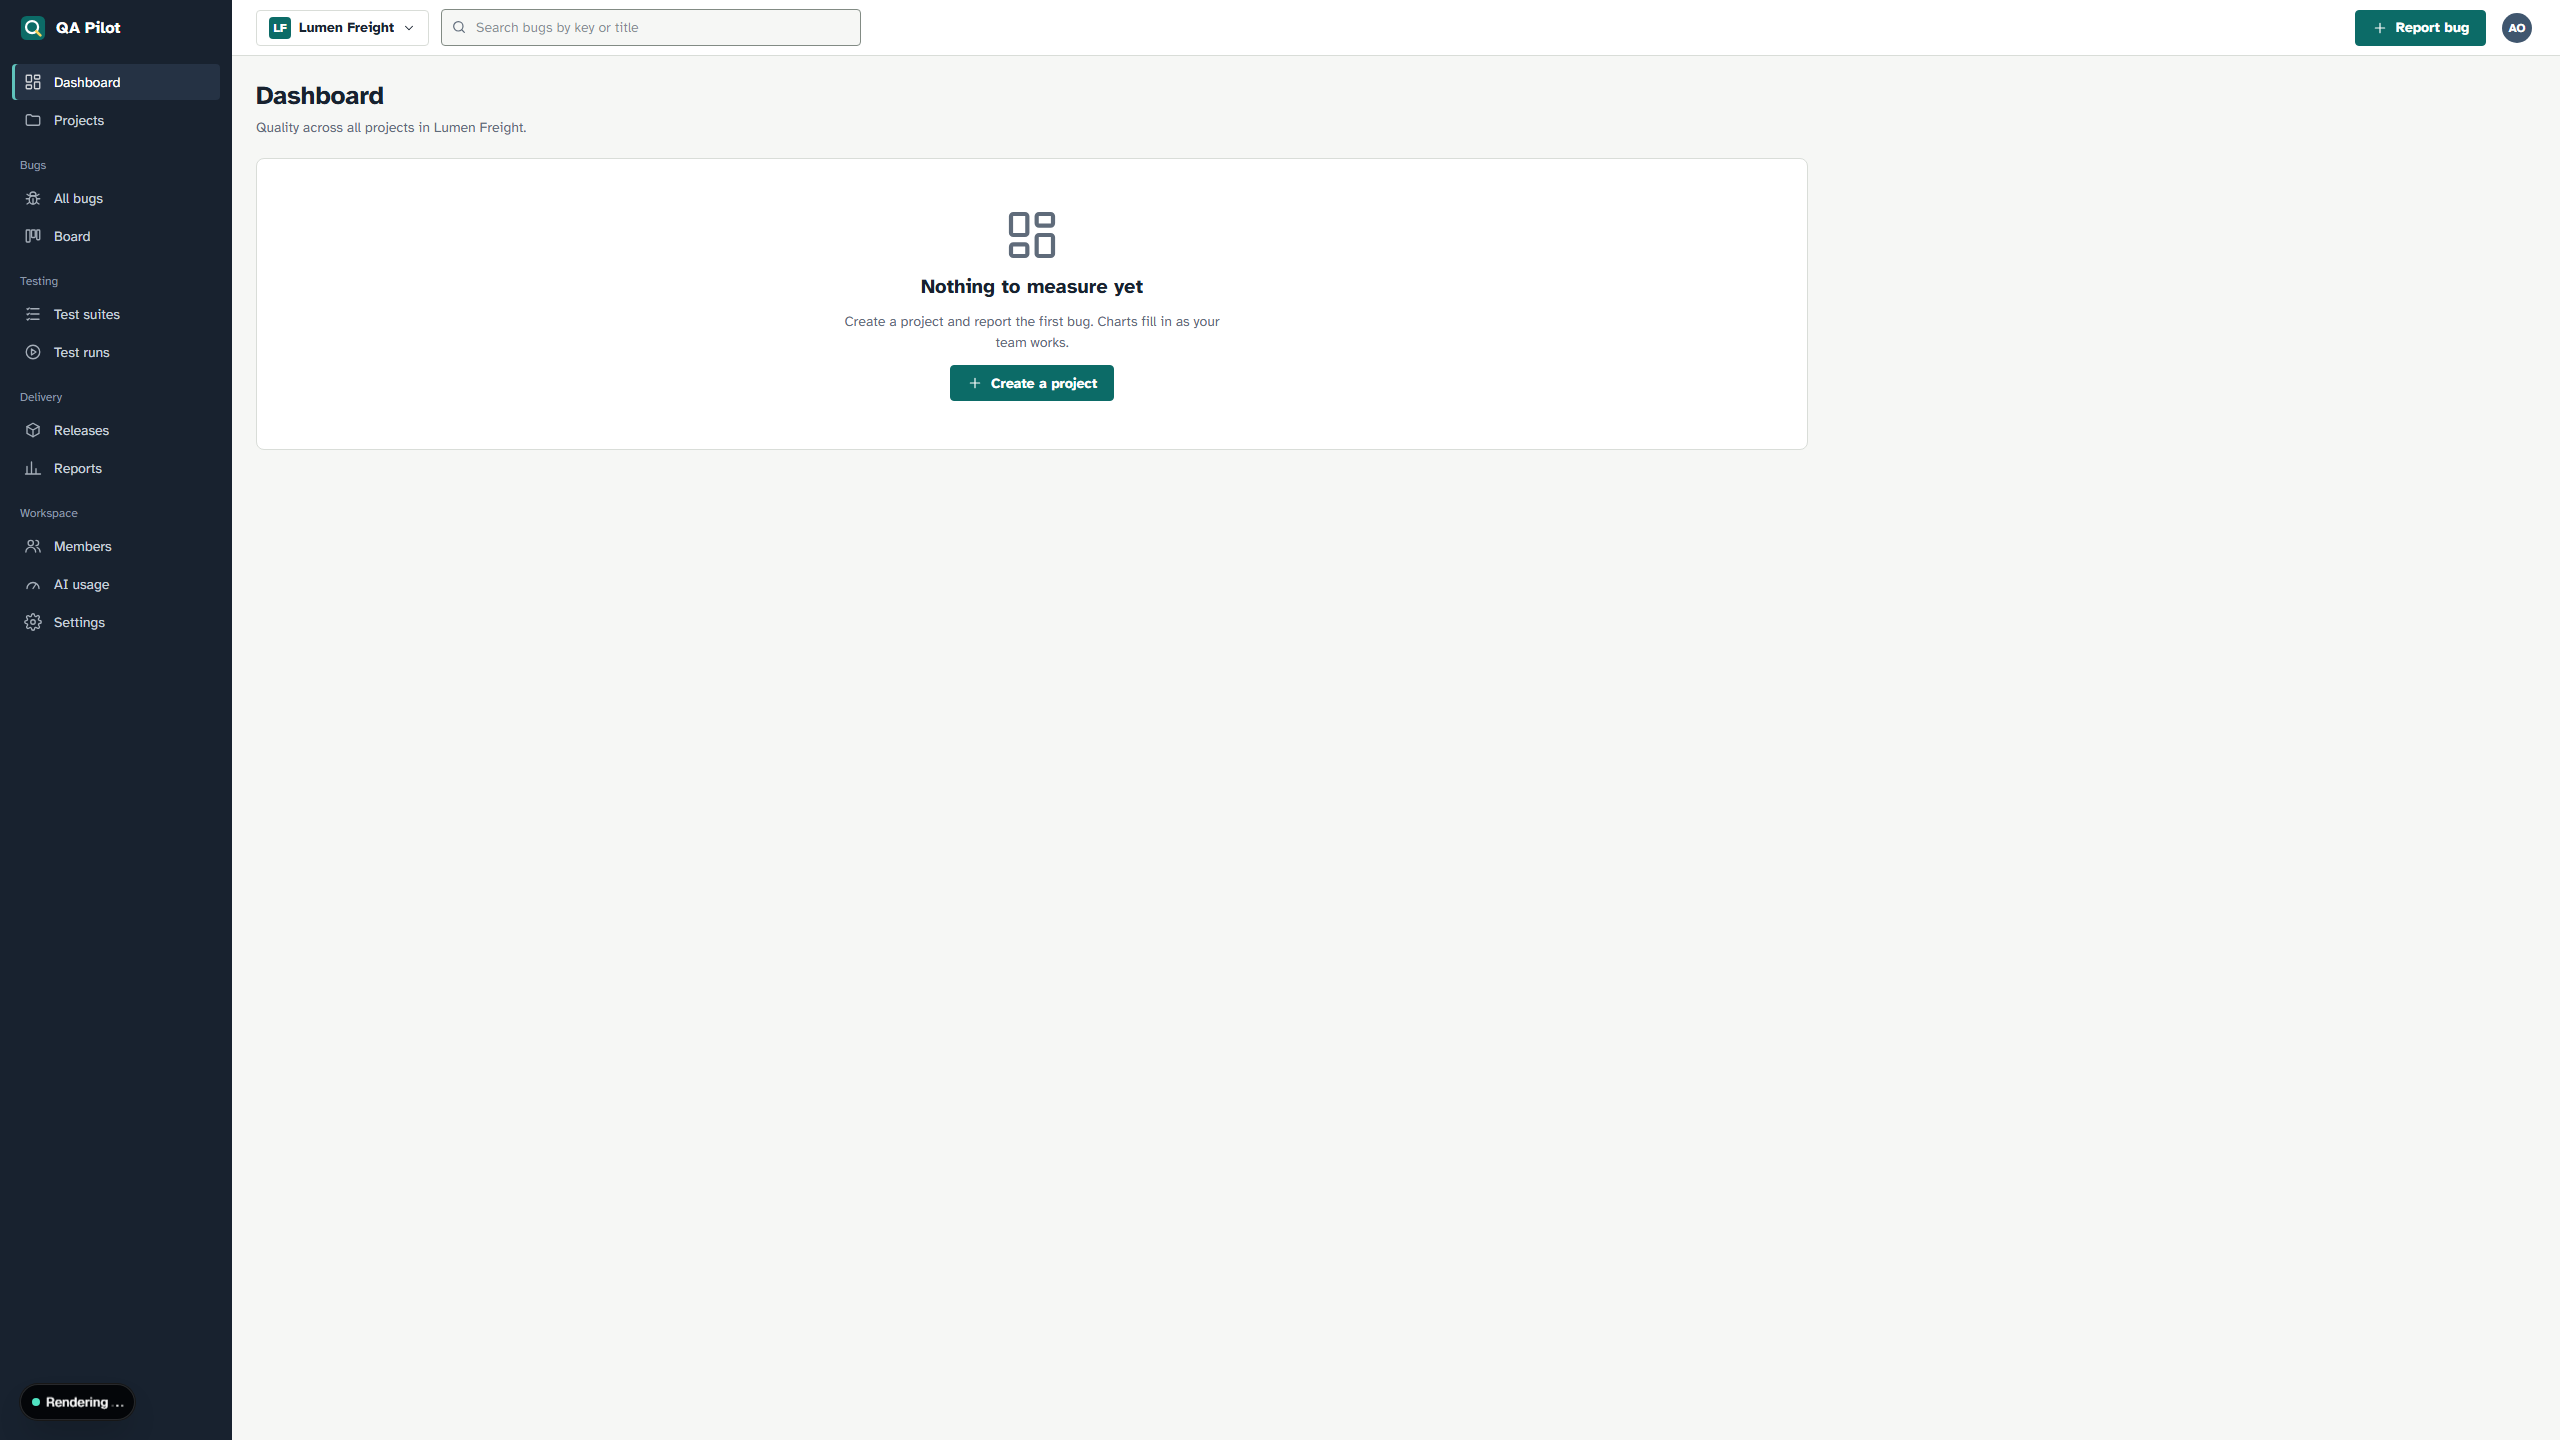 QA Pilot
LF Lumen Freight
Search bugs by key or title
Report bug
AO
Dashboard
Projects
Bugs
All bugs
Board
Testing
Test suites
Test runs
Delivery
Releases
Reports
Workspace
Members
AI usage
Settings
Rendering ...
Dashboard
Quality across all projects in Lumen Freight.
Nothing to measure yet
Create a project and report the first bug. Charts fill in as your
team works.
Create a project